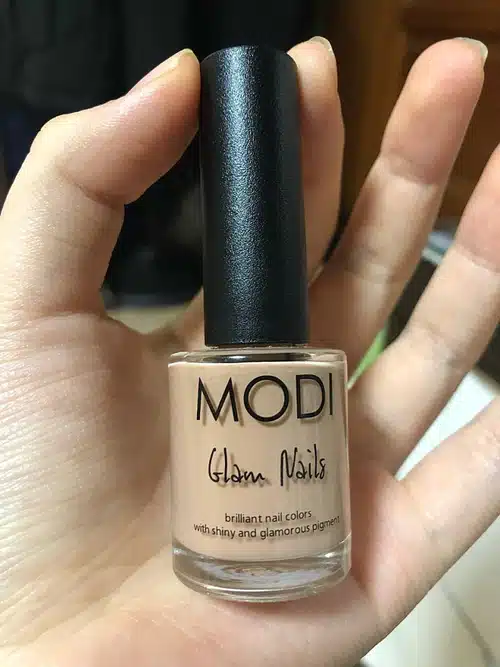 MODI
Glam Nails
brilliant nail colors
with shiny and glamorous pigment